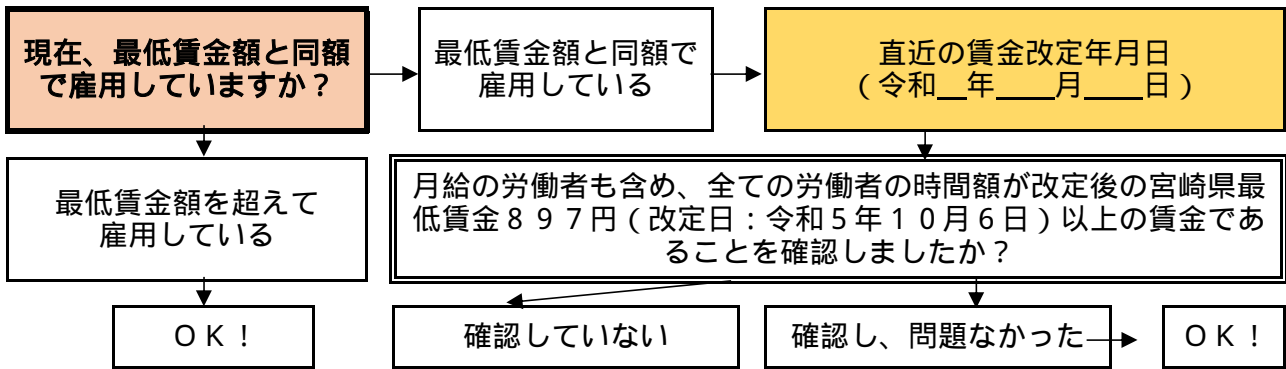 現在、最低賃金額と同額
で雇用していますか？
最低賃金額と同額で
雇用している
直近の賃金改定年月日
（令和__年____月____日）
最低賃金額を超えて
雇用している
月給の労働者も含め、全ての労働者の時間額が改定後の宮崎県最
低賃金８９７円（改定日：令和５年１０月６日）以上の賃金であ
ることを確認しましたか？
ＯＫ！
確認していない
確認し、問題なかった
ＯＫ！